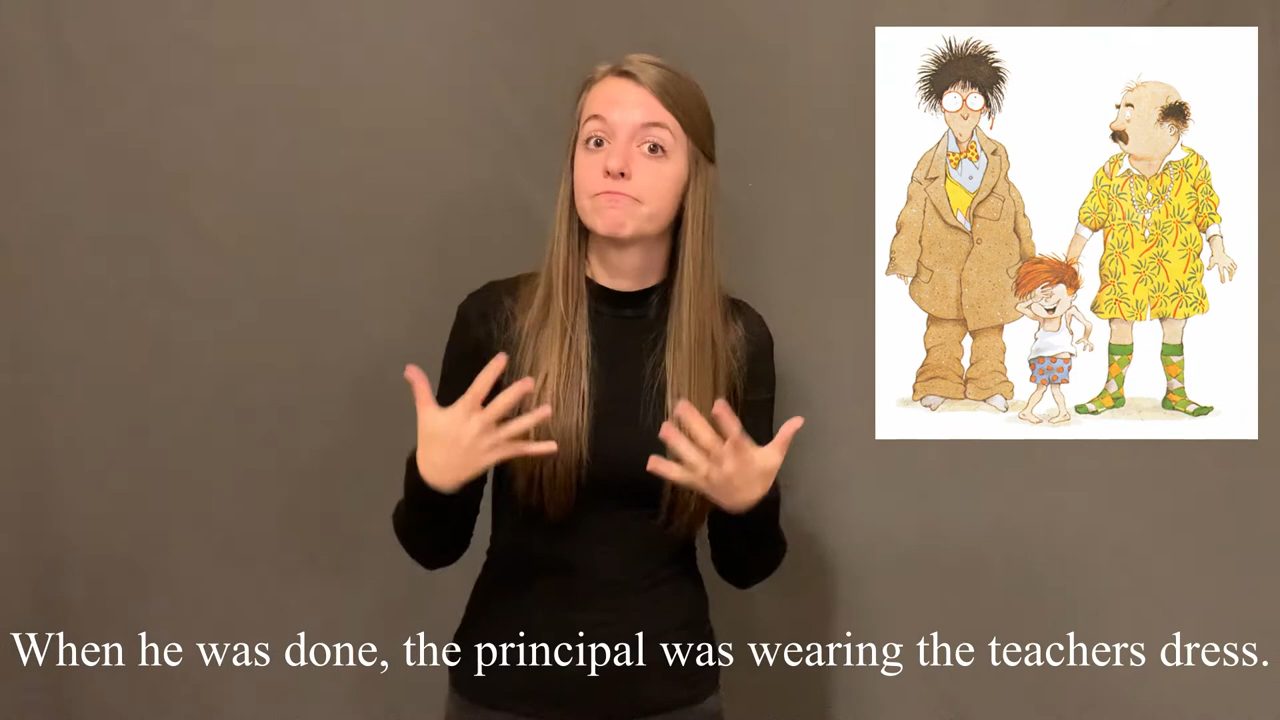 When he was done, the principal was wearing the teachers dress.